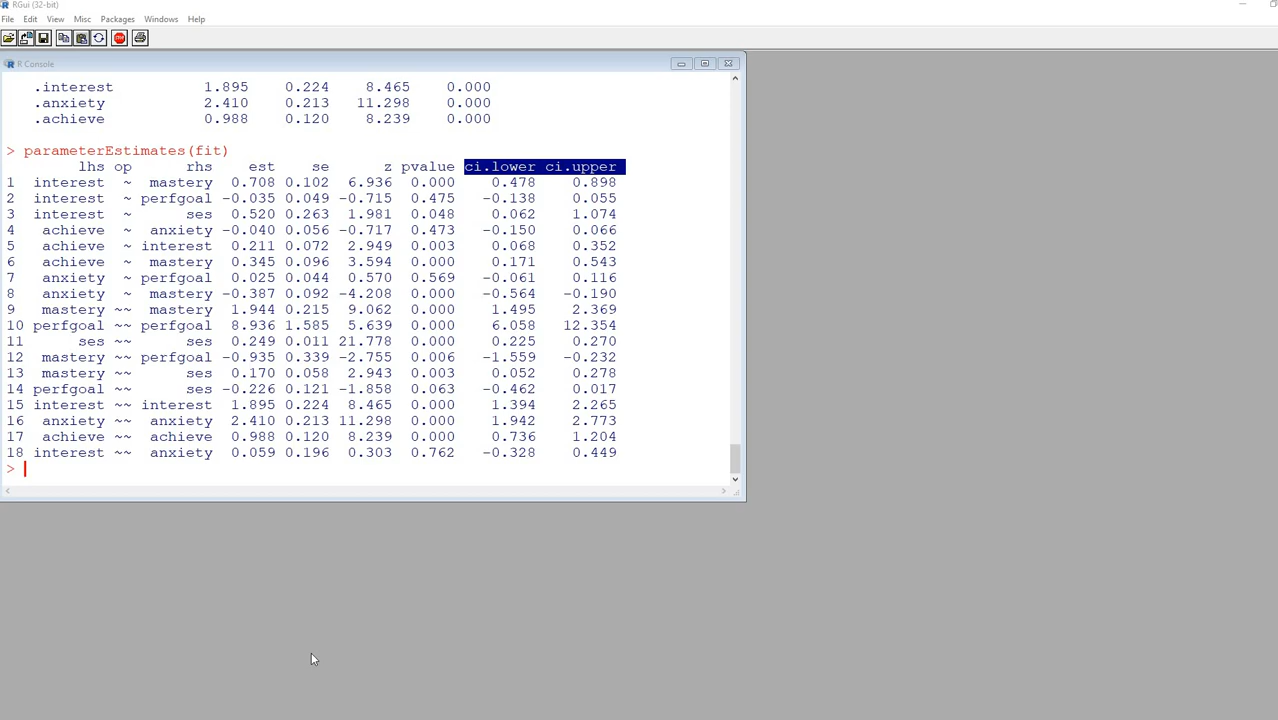 RGui (32-bit)
File Edit View Misc Packages Windows Help
STOP
R Console
.interest 1.895 0.224 8.465 0.000
.anxiety 2.410 0.213 11.298 0.000
.achieve 0.988 0.120 8.239 0.000
> parameterEstimates(fit)
lhs op rhs est se z pvalue ci.lower ci.upper
1 interest ~ mastery 0.708 0.102 6.936 0.000 0.478 0.898
2 interest ~ perfgoal -0.035 0.049 -0.715 0.475 -0.138 0.055
3 interest ~ ses 0.520 0.263 1.981 0.048 0.062 1.074
4 achieve ~ anxiety -0.040 0.056 -0.717 0.473 -0.150 0.066
5 achieve ~ interest 0.211 0.072 2.949 0.003 0.068 0.352
6 achieve ~ mastery 0.345 0.096 3.594 0.000 0.171 0.543
7 anxiety ~ perfgoal 0.025 0.044 0.570 0.569 -0.061 0.116
8 anxiety ~ mastery -0.387 0.092 -4.208 0.000 -0.564 -0.190
9 mastery ~~ mastery 1.944 0.215 9.062 0.000 1.495 2.369
10 perfgoal ~~ perfgoal 8.936 1.585 5.639 0.000 6.058 12.354
11 ses ~~ ses 0.249 0.011 21.778 0.000 0.225 0.270
12 mastery ~~ perfgoal -0.935 0.339 -2.755 0.006 -1.559 -0.232
13 mastery ~~ ses 0.170 0.058 2.943 0.003 0.052 0.278
14 perfgoal ~~ ses -0.226 0.121 -1.858 0.063 -0.462 0.017
15 interest ~~ interest 1.895 0.224 8.465 0.000 1.394 2.265
16 anxiety ~~ anxiety 2.410 0.213 11.298 0.000 1.942 2.773
17 achieve ~~ achieve 0.988 0.120 8.239 0.000 0.736 1.204
18 interest ~~ anxiety 0.059 0.196 0.303 0.762 -0.328 0.449
>